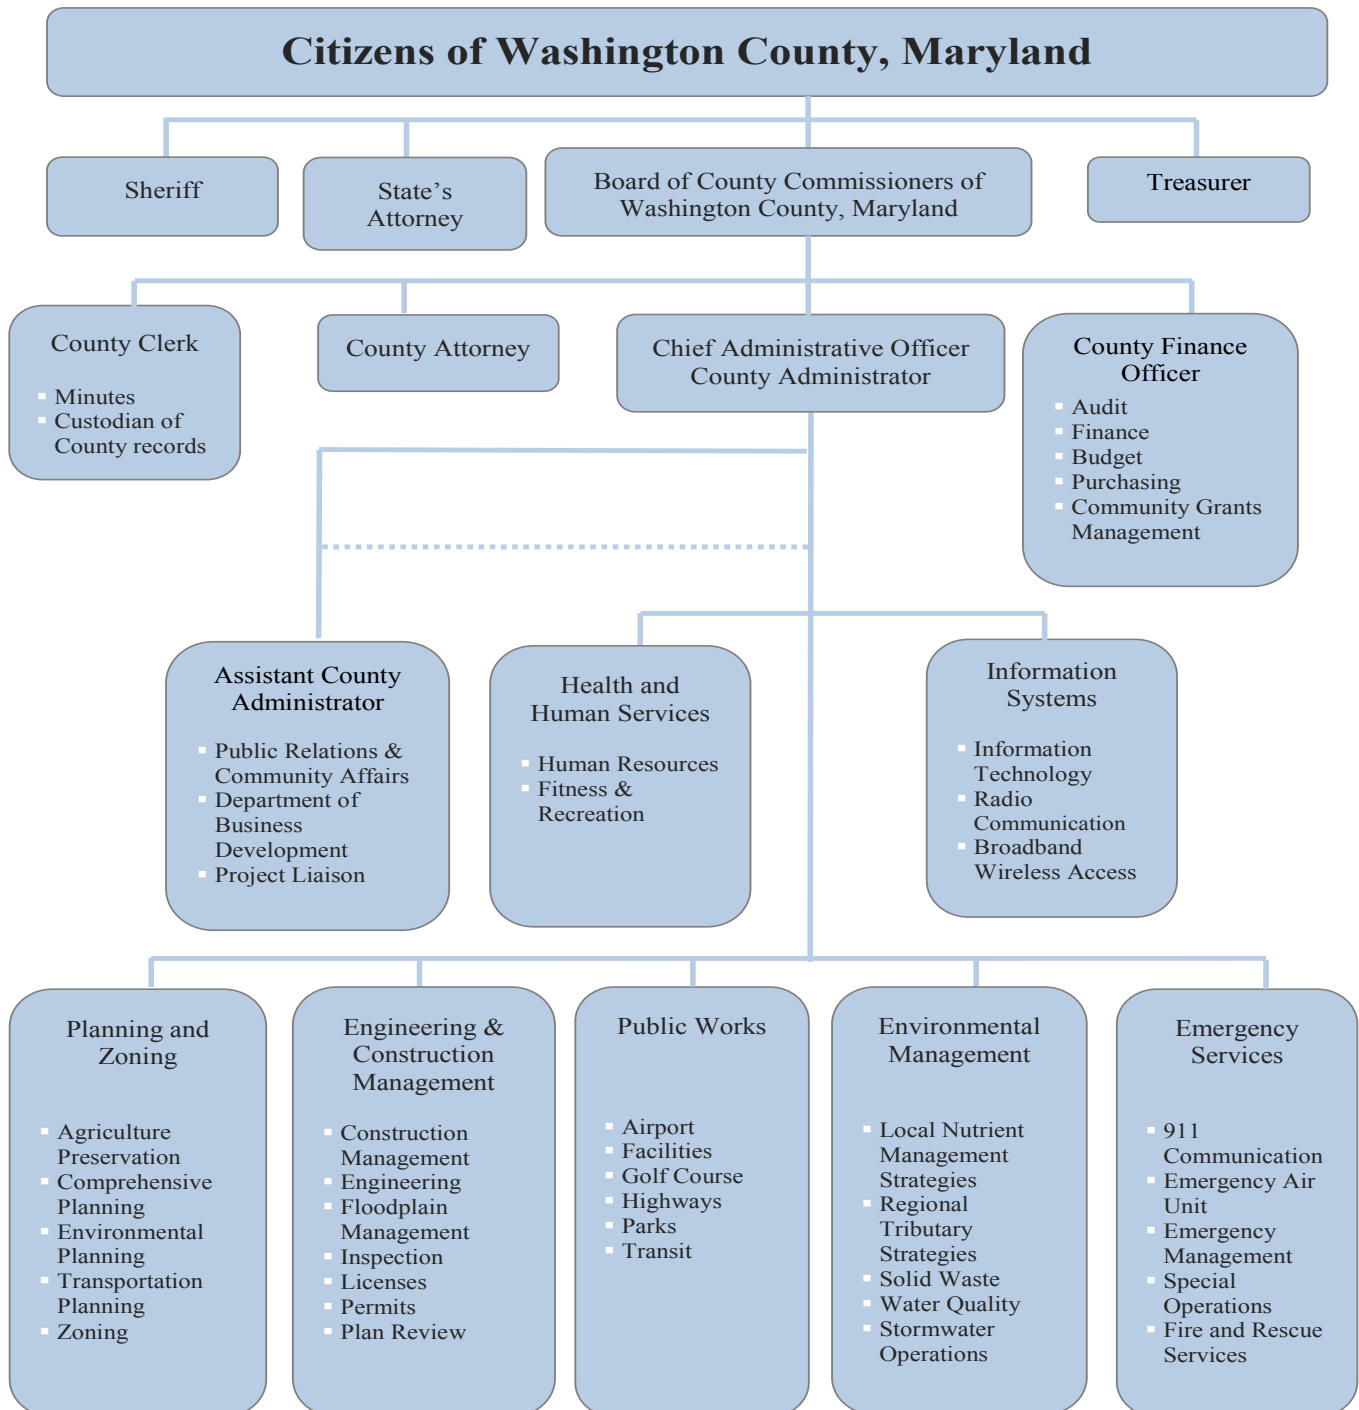 Citizens of Washington County, Maryland
Sheriff
State’s
Attorney
Board of County Commissioners of
Washington County, Maryland
Treasurer
County Clerk
Minutes
Custodian of
County records
County Attorney
Chief Administrative Officer
County Administrator
County Finance
Officer
Audit
Finance
Budget
Purchasing
Community Grants
Management
Assistant County
Administrator
Public Relations &
Community Affairs
Department of
Business
Development
Project Liaison
Health and
Human Services
Human Resources
Fitness &
Recreation
Information
Systems
Information
Technology
Radio
Communication
Broadband
Wireless Access
Planning and
Zoning
Agriculture
Preservation
Comprehensive
Planning
Environmental
Planning
Transportation
Planning
Zoning
Engineering &
Construction
Management
Construction
Management
Engineering
Floodplain
Management
Inspection
Licenses
Permits
Plan Review
Public Works
Airport
Facilities
Golf Course
Highways
Parks
Transit
Environmental
Management
Local Nutrient
Management
Strategies
Regional
Tributary
Strategies
Solid Waste
Water Quality
Stormwater
Operations
Emergency
Services
911
Communication
Emergency Air
Unit
Emergency
Management
Special
Operations
Fire and Rescue
Services